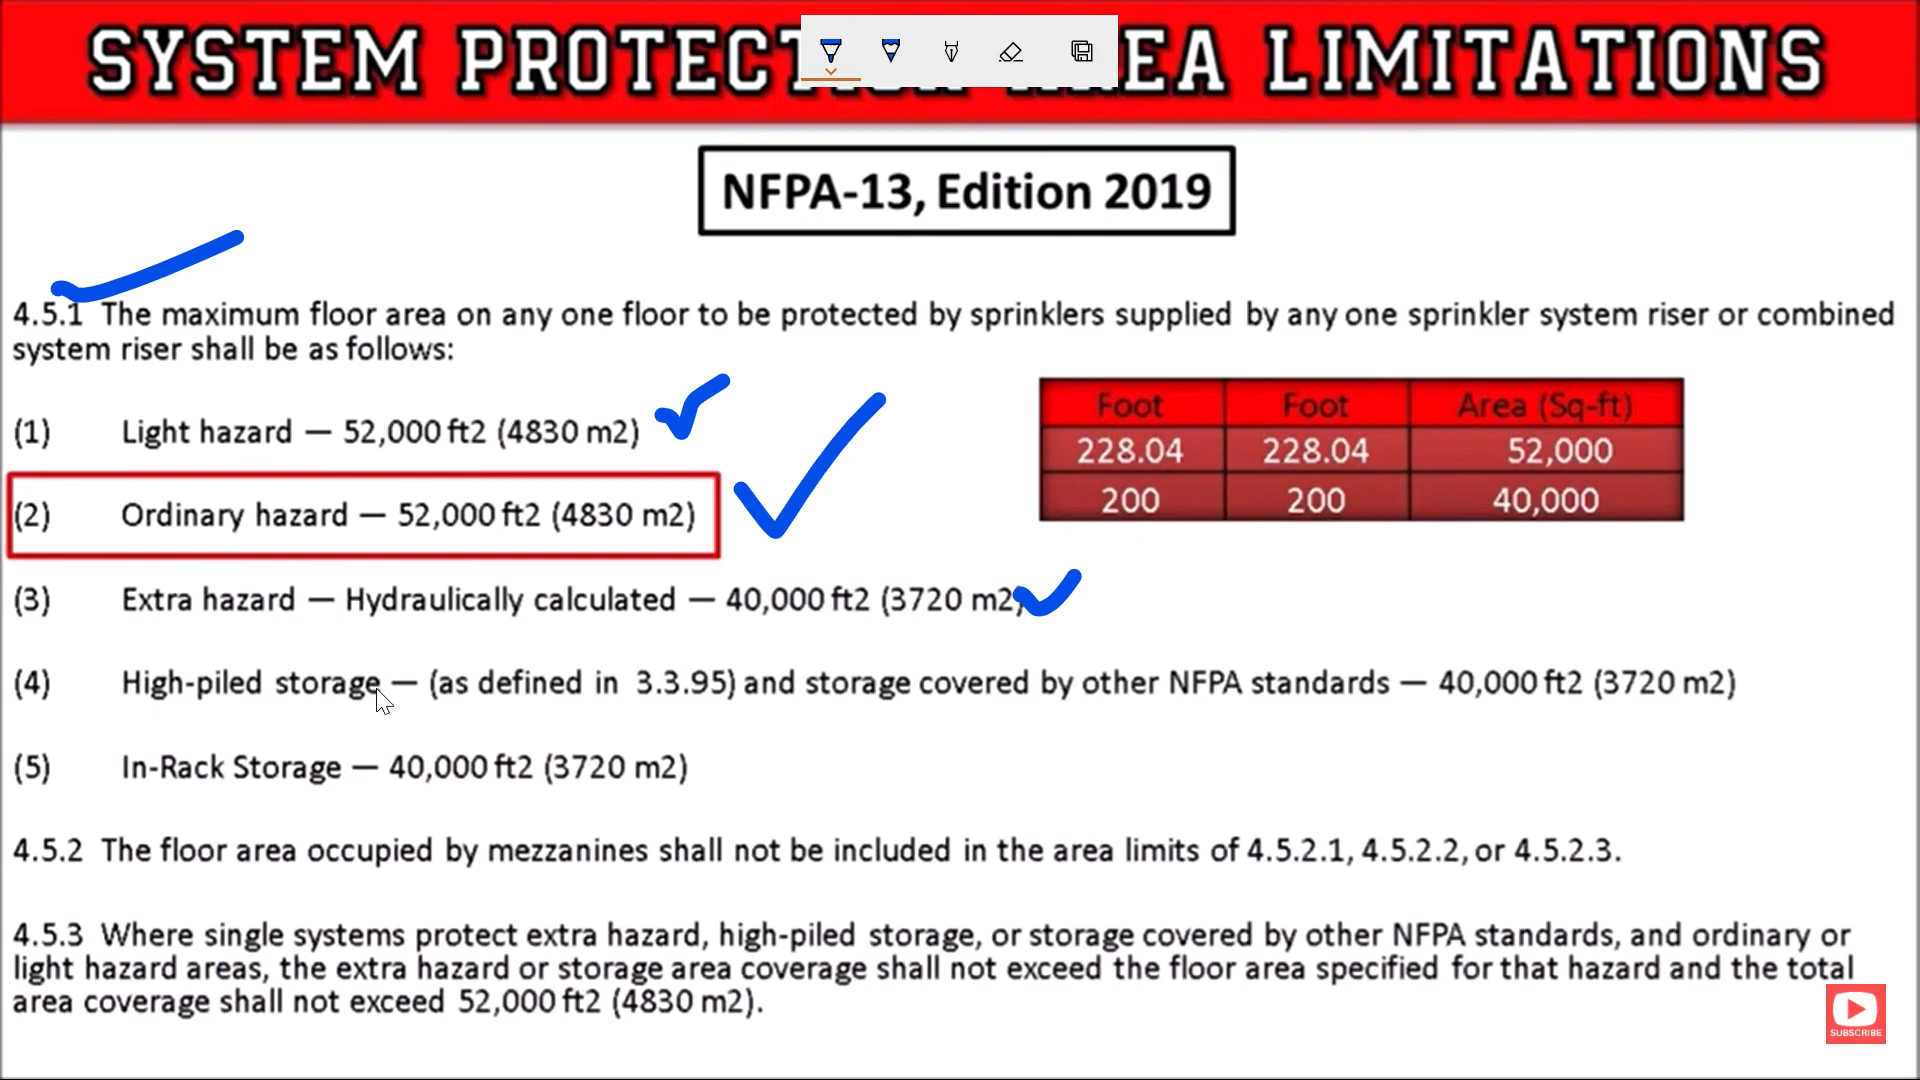 SYSTEM PROTECT AREA LIMITATIONS
NFPA-13, Edition 2019
4.5.1 The maximum floor area on any one floor to be protected by sprinklers supplied by any one sprinkler system riser or combined
system riser shall be as follows:
(1) Light hazard — 52,000 ft2 (4830 m2)
(2) Ordinary hazard — 52,000 ft2 (4830 m2)
(3) Extra hazard — Hydraulically calculated — 40,000 ft2 (3720 m2)
(4) High-piled storage — (as defined in 3.3.95) and storage covered by other NFPA standards — 40,000 ft2 (3720 m2)
(5) In-Rack Storage — 40,000 ft2 (3720 m2)
Foot Foot Area (Sq-ft)
228.04 228.04 52,000
200 200 40,000
4.5.2 The floor area occupied by mezzanines shall not be included in the area limits of 4.5.2.1, 4.5.2.2, or 4.5.2.3.
4.5.3 Where single systems protect extra hazard, high-piled storage, or storage covered by other NFPA standards, and ordinary or
light hazard areas, the extra hazard or storage area coverage shall not exceed the floor area specified for that hazard and the total
area coverage shall not exceed 52,000 ft2 (4830 m2).
SUBSCRIBE